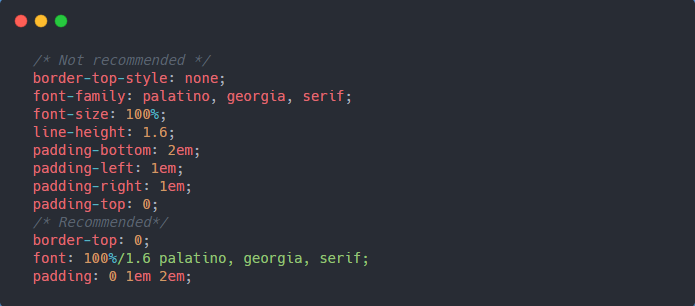 /* Not recommended */
border-top-style: none;
font-family: palatino, georgia, serif;
font-size: 100%;
line-height: 1.6;
padding-bottom: 2em;
padding-left: 1em;
padding-right: 1em;
padding-top: 0;
/* Recommended*/
border-top: 0;
font: 100%/1.6 palatino, georgia, serif;
padding: 0 1em 2em;